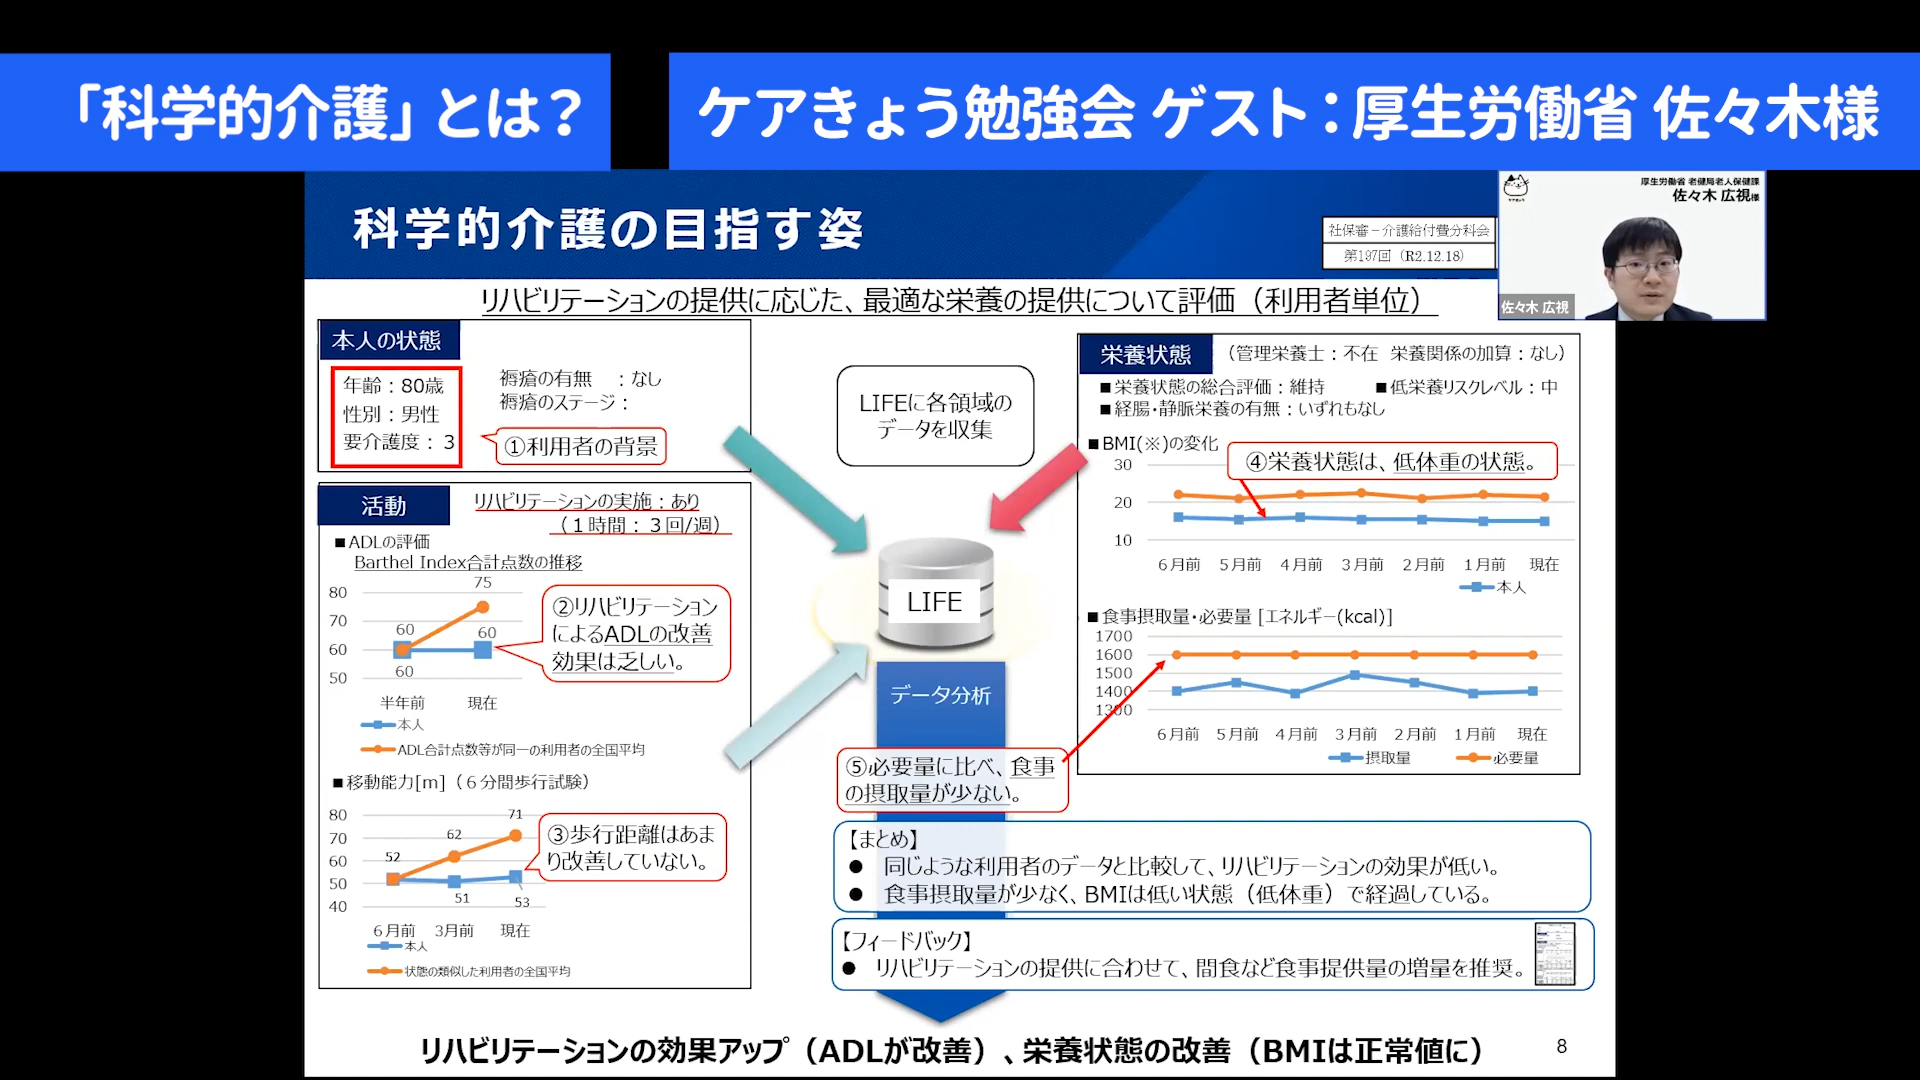 「科学的介護」とは？
ケアきょう勉強会 ゲスト：厚生労働省 佐々木様
科学的介護の目指す姿
社保審－介護給付費分科会
第197回（R2.12.18）
厚生労働省 老健局老人保健課
佐々木 広視様
佐々木 広視
リハビリテーションの提供に応じた、最適な栄養の提供について評価（利用者単位）
本人の状態
年齢：80歳
性別：男性
要介護度：3
褥瘡の有無　：なし
褥瘡のステージ：
①利用者の背景
活動
リハビリテーションの実施：あり
（１時間：３回/週）
■ADLの評価
Barthel Index合計点数の推移
80
70
60
50
75
60
60
60
半年前
現在
本人
ADL合計点数等が同一の利用者の全国平均
②リハビリテーション
によるADLの改善
効果は乏しい。
■移動能力[m]（６分間歩行試験）
80
70
60
50
40
52
62
71
51
53
６月前
3月前
現在
本人
状態の類似した利用者の全国平均
③歩行距離はあま
り改善していない。
LIFEに各領域の
データを収集
LIFE
データ分析
栄養状態
（管理栄養士：不在 栄養関係の加算：なし）
■栄養状態の総合評価：維持
■低栄養リスクレベル：中
■経腸・静脈栄養の有無：いずれもなし
■BMI(※)の変化
④栄養状態は、低体重の状態。
30
20
10
６月前 ５月前 ４月前 ３月前 ２月前 １月前 現在
本人
■食事摂取量・必要量 [エネルギー(kcal)]
1700
1600
1500
1400
1300
６月前 ５月前 ４月前 ３月前 ２月前 １月前 現在
摂取量
必要量
⑤必要量に比べ、食事
の摂取量が少ない。
【まとめ】
● 同じような利用者のデータと比較して、リハビリテーションの効果が低い。
● 食事摂取量が少なく、BMIは低い状態（低体重）で経過している。
【フィードバック】
● リハビリテーションの提供に合わせて、間食など食事提供量の増量を推奨。
リハビリテーションの効果アップ（ADLが改善）、栄養状態の改善（BMIは正常値に）
8